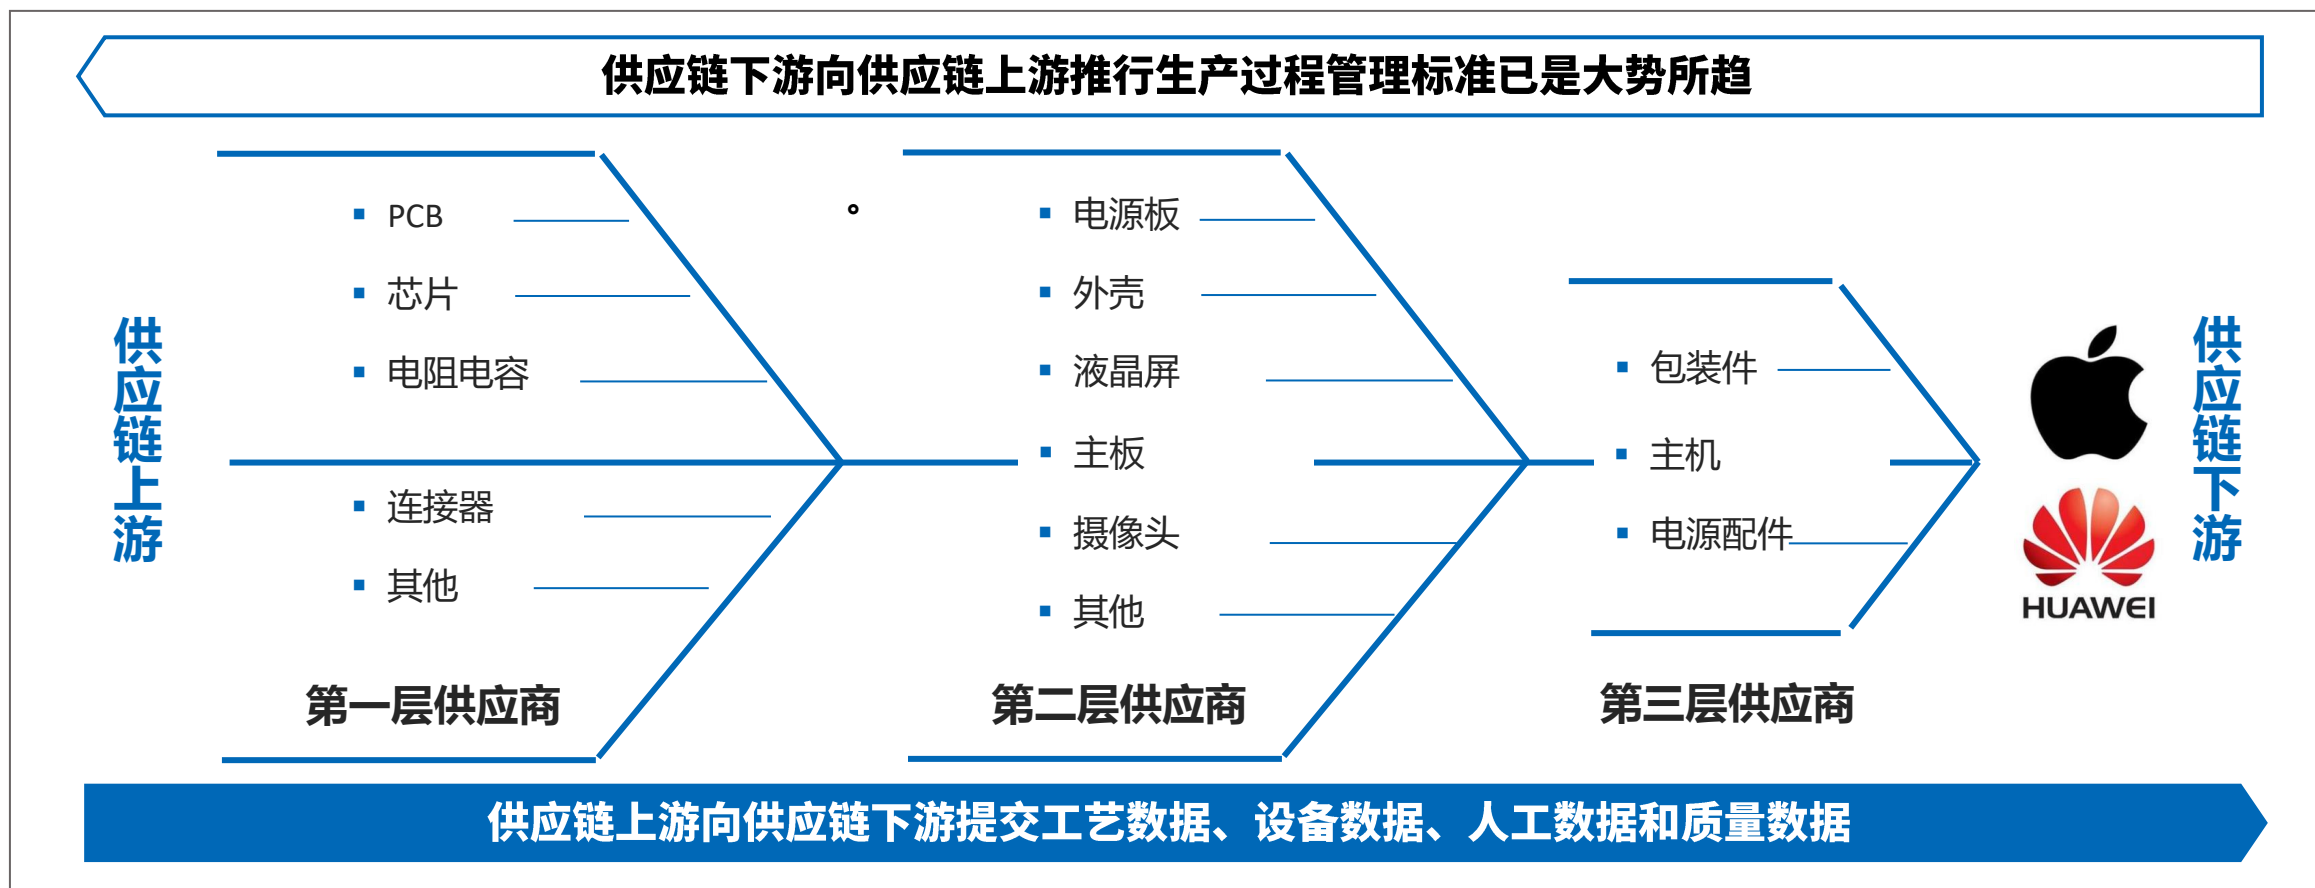 供应链下游向供应链上游推行生产过程管理标准已是大势所趋
供应链上游
PCB
芯片
电阻电容
连接器
其他
第一层供应商
。
电源板
外壳
液晶屏
主板
摄像头
其他
第二层供应商
包装件
主机
电源配件
第三层供应商
HUAWEI
供应链下游
供应链上游向供应链下游提交工艺数据、设备数据、人工数据和质量数据